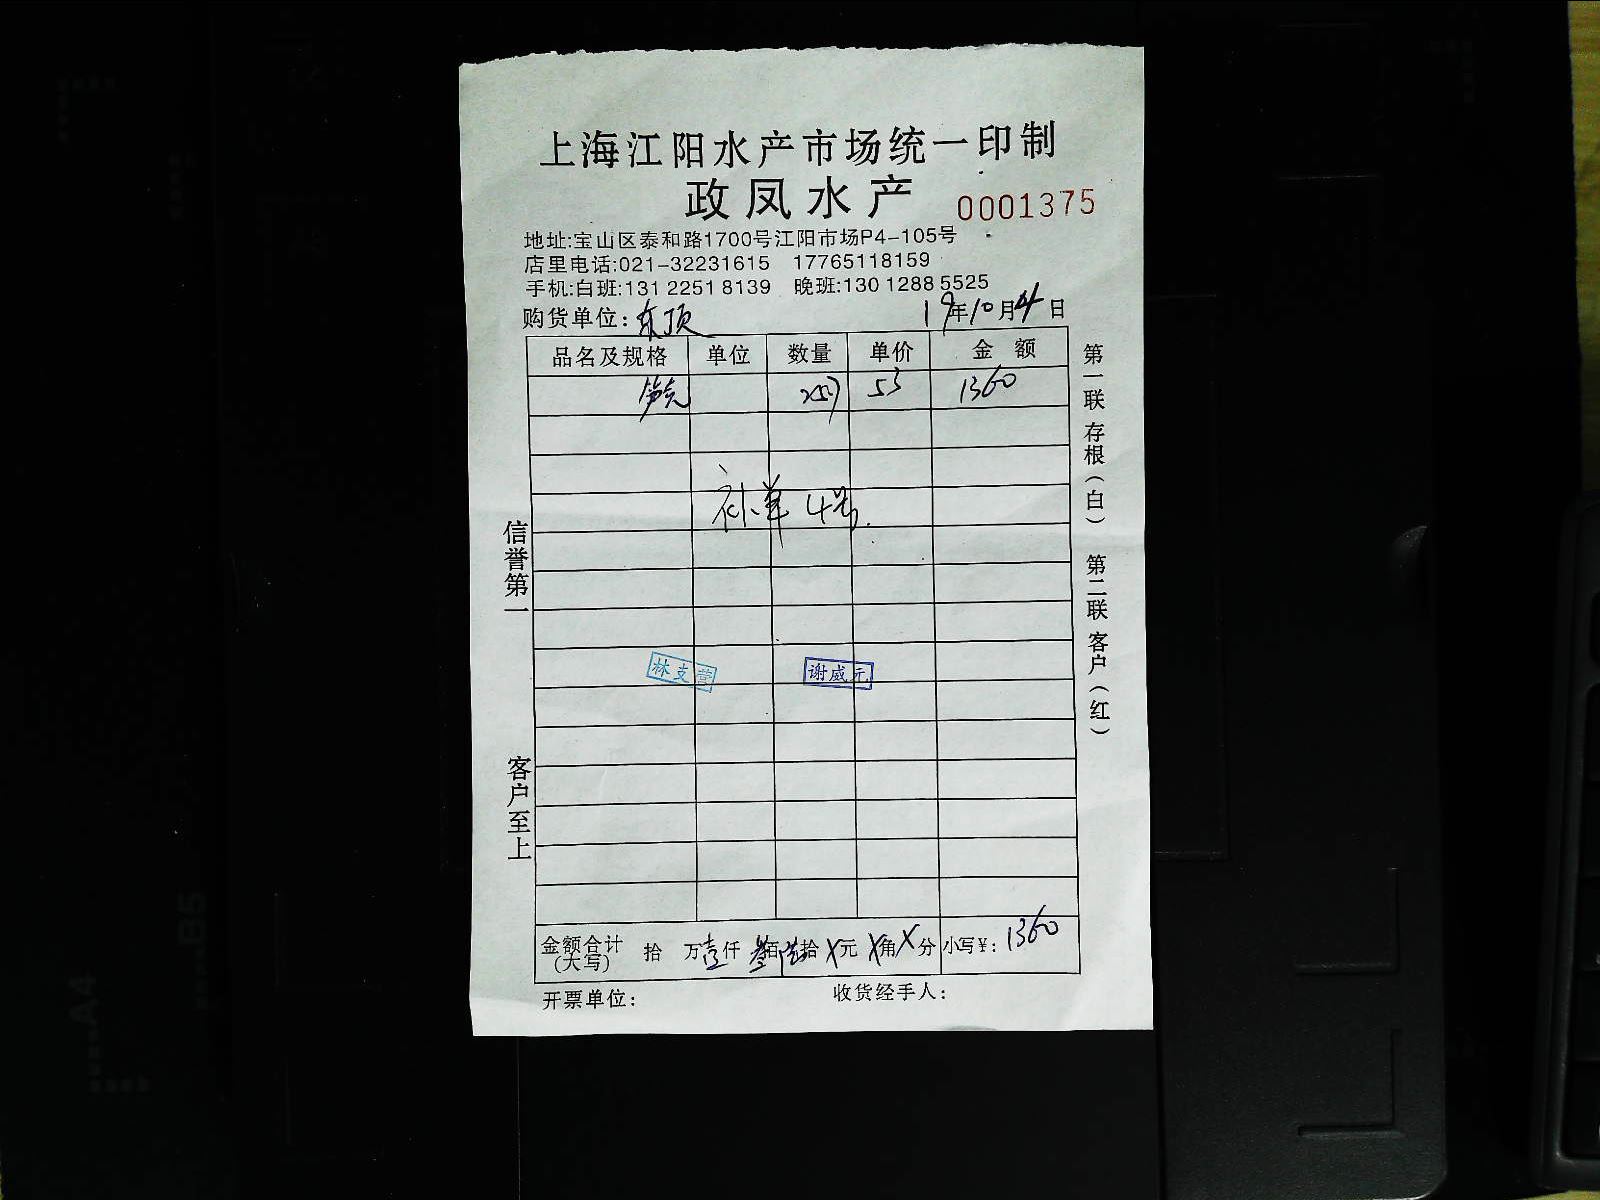 上海江阳水产市场统一印制
政凤水产 0001375
地址:宝山区泰和路1700号江阳市场P4-105号
店里电话:021-32231615 17765118159
手机:白班:131 2251 8139 晚班:130 1288 5525
购货单位: 东顶 19年10月4日
品名及规格 单位 数量 单价 金 额
53 1360
补单 4号.
林支营 谢威元
金额合计(大写) 拾 万壹仟叁佰陆拾X元X角X分 小写¥: 1360
开票单位: 收货经手人:
信誉第一 客户至上
第一联 存根(白) 第二联 客户(红)